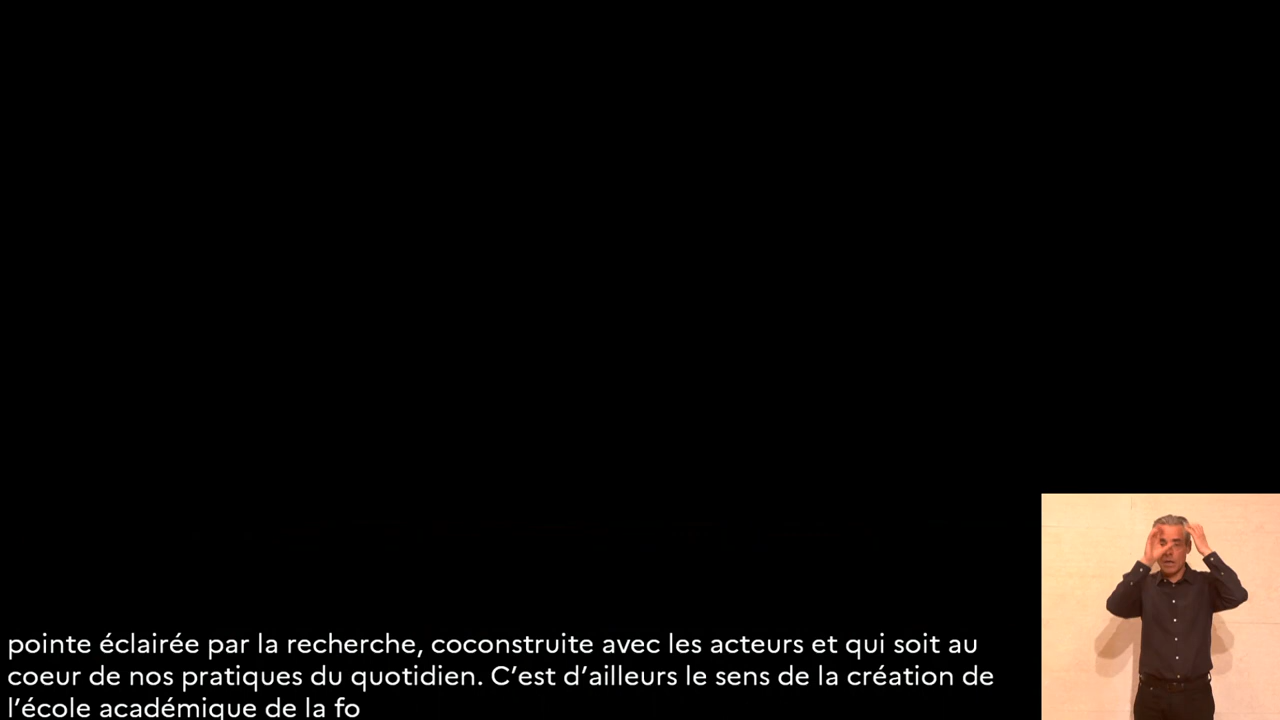 pointe éclairée par la recherche, coconstruite avec les acteurs et qui soit au
coeur de nos pratiques du quotidien. C’est d’ailleurs le sens de la création de
l’école académique de la fo